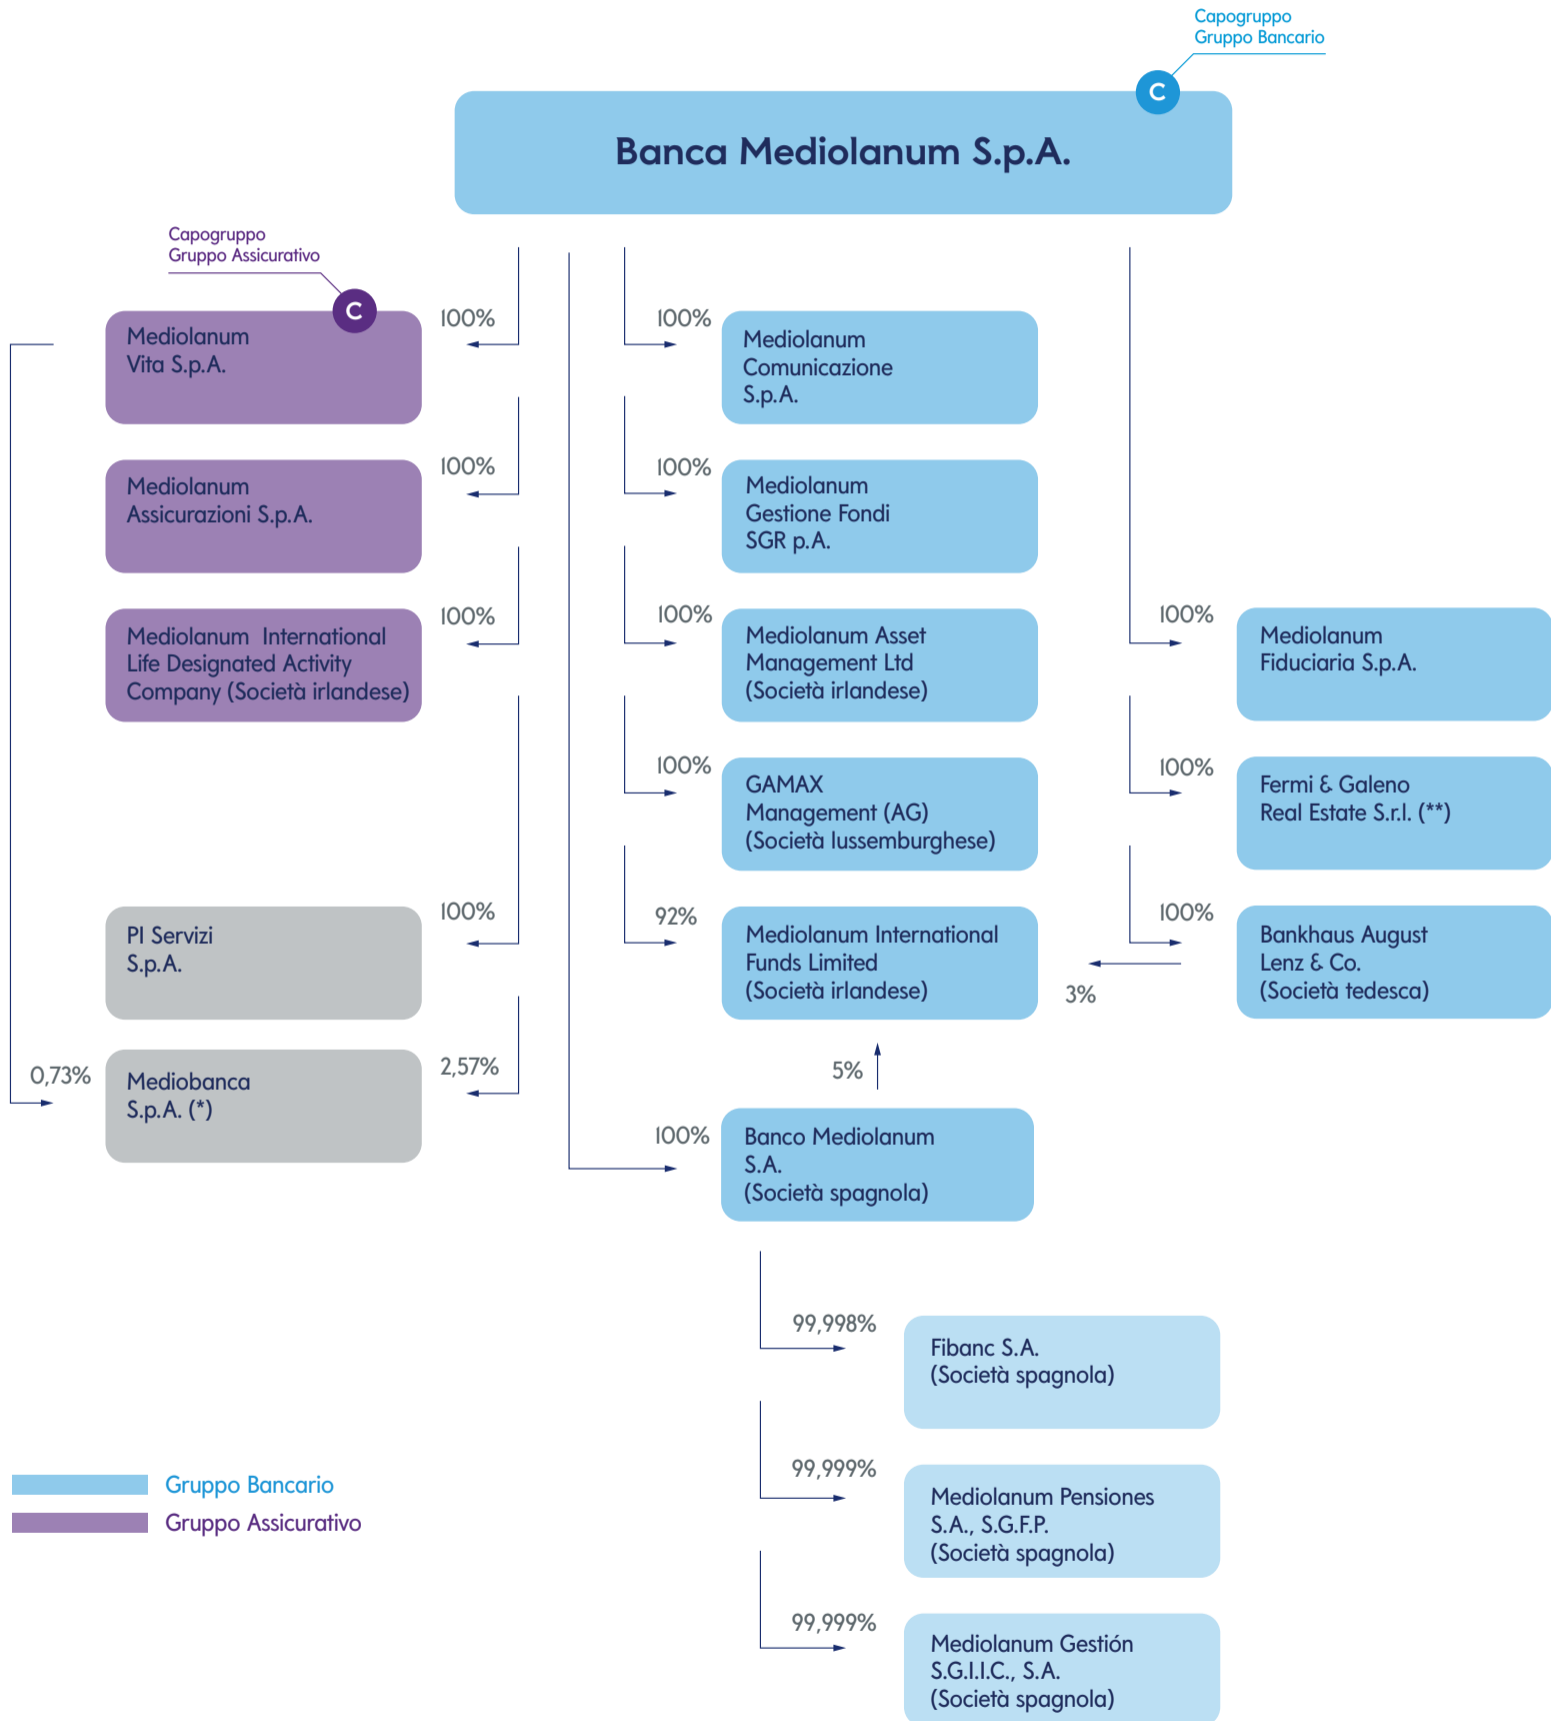 Capogruppo
Gruppo Bancario
C
Banca Mediolanum S.p.A.
Capogruppo
Gruppo Assicurativo
C
Mediolanum
Vita S.p.A.
100%
100%
Mediolanum
Comunicazione
S.p.A.
Mediolanum
Assicurazioni S.p.A.
100%
100%
Mediolanum
Gestione Fondi
SGR p.A.
Mediolanum International
Life Designated Activity
Company (Società irlandese)
100%
100%
Mediolanum Asset
Management Ltd
(Società irlandese)
100%
Mediolanum
Fiduciaria S.p.A.
100%
GAMAX
Management (AG)
(Società lussemburghese)
100%
Fermi & Galeno
Real Estate S.r.l. (**)
PI Servizi
S.p.A.
100%
92%
Mediolanum International
Funds Limited
(Società irlandese)
100%
Bankhaus August
Lenz & Co.
(Società tedesca)
3%
0,73%
Mediobanca
S.p.A. (*)
2,57%
5%
100%
Banco Mediolanum
S.A.
(Società spagnola)
99,998%
Fibanc S.A.
(Società spagnola)
99,999%
Mediolanum Pensiones
S.A., S.G.F.P.
(Società spagnola)
99,999%
Mediolanum Gestión
S.G.I.I.C., S.A.
(Società spagnola)
Gruppo Bancario
Gruppo Assicurativo